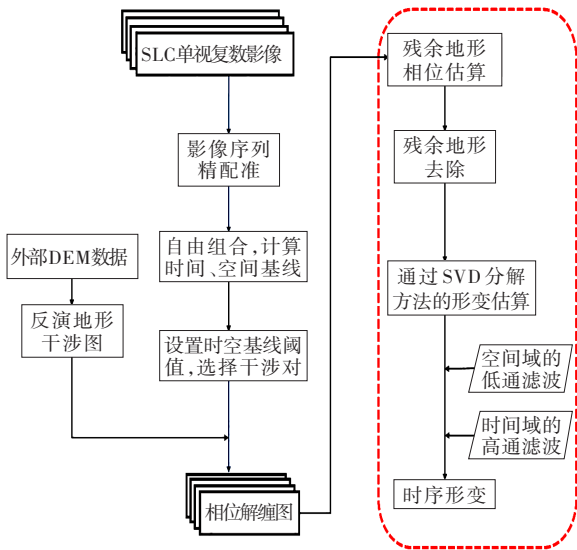 SLC单视复数影像
影像序列
精配准
自由组合,计算
时间、空间基线
外部DEM数据
反演地形
干涉图
设置时空基线阈
值,选择干涉对
相位解缠图
残余地形
相位估算
残余地形
去除
通过SVD分解
方法的形变估算
空间域的
低通滤波
时间域的
高通滤波
时序形变